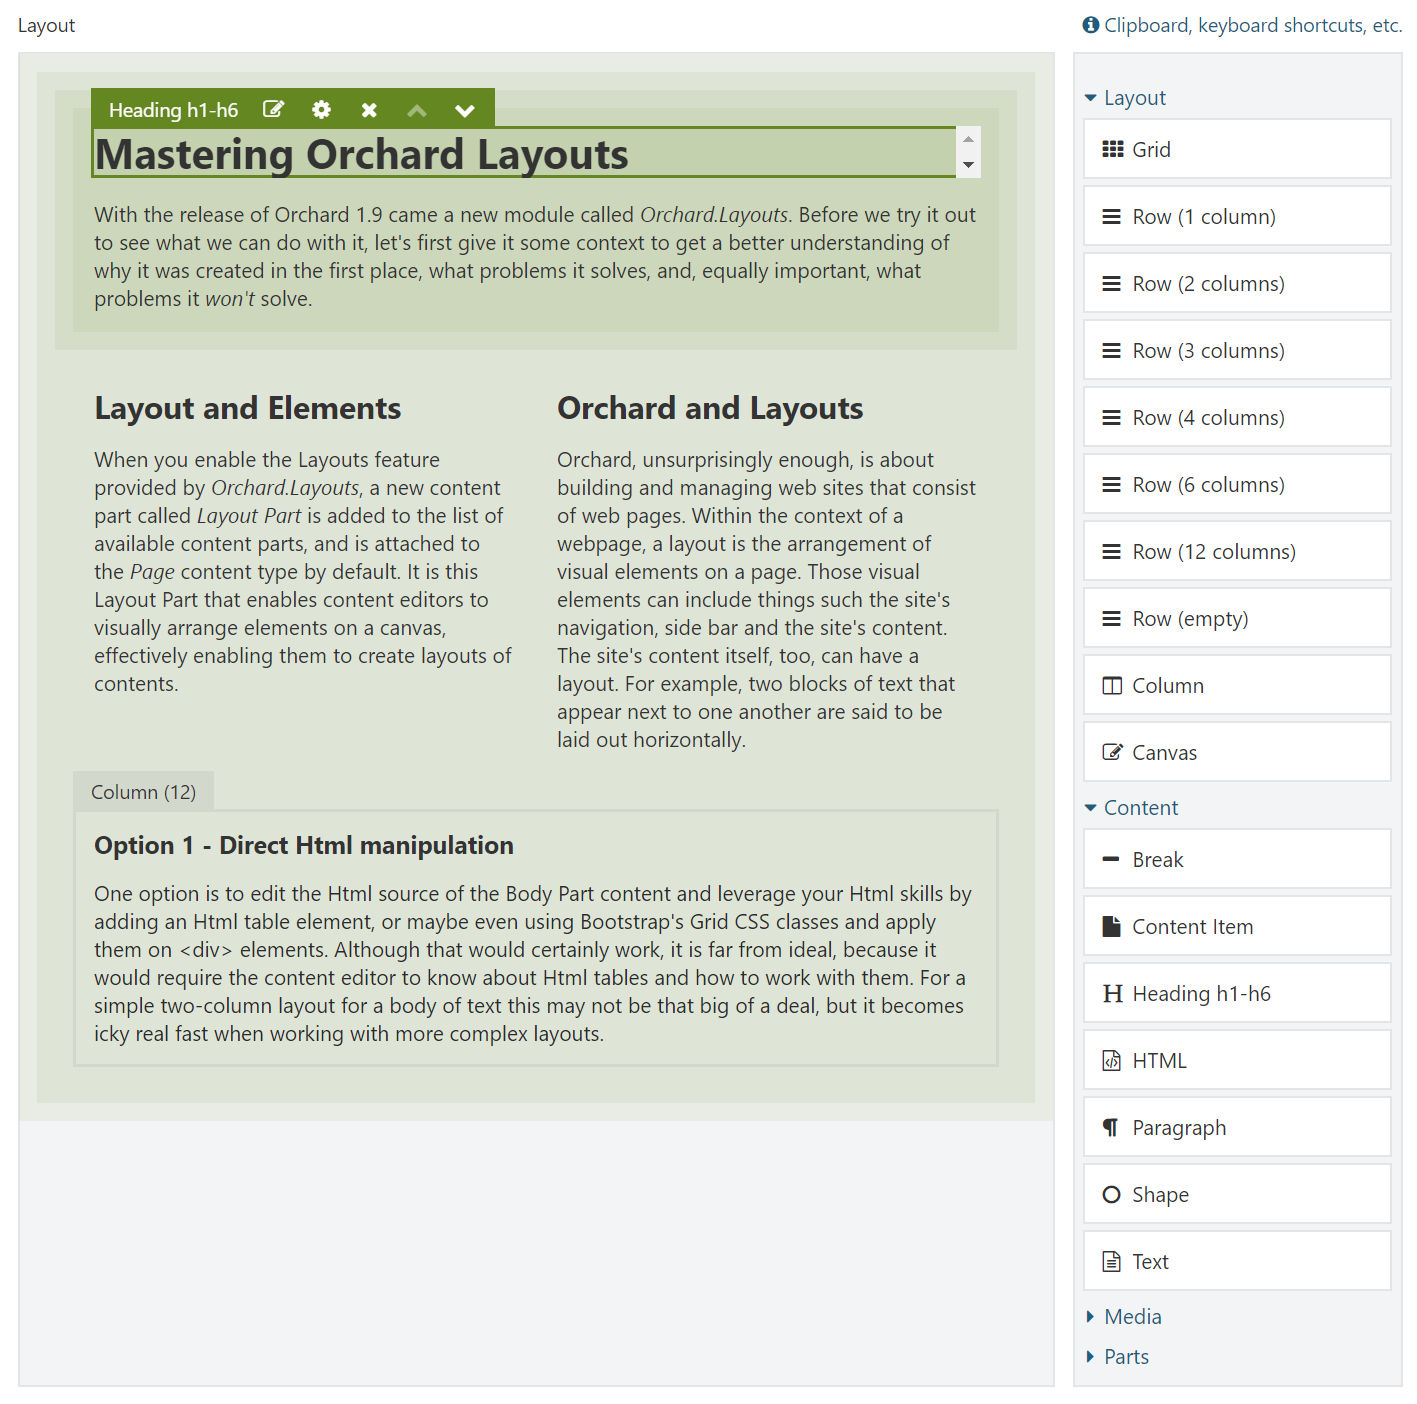 Layout
Clipboard, keyboard shortcuts, etc.
Heading h1-h6
Mastering Orchard Layouts
With the release of Orchard 1.9 came a new module called Orchard.Layouts. Before we try it out
to see what we can do with it, let's first give it some context to get a better understanding of
why it was created in the first place, what problems it solves, and, equally important, what
problems it won't solve.
Layout and Elements
When you enable the Layouts feature
provided by Orchard.Layouts, a new content
part called Layout Part is added to the list of
available content parts, and is attached to
the Page content type by default. It is this
Layout Part that enables content editors to
visually arrange elements on a canvas,
effectively enabling them to create layouts of
contents.
Orchard and Layouts
Orchard, unsurprisingly enough, is about
building and managing web sites that consist
of web pages. Within the context of a
webpage, a layout is the arrangement of
visual elements on a page. Those visual
elements can include things such the site's
navigation, side bar and the site's content.
The site's content itself, too, can have a
layout. For example, two blocks of text that
appear next to one another are said to be
laid out horizontally.
Column (12)
Option 1 - Direct Html manipulation
One option is to edit the Html source of the Body Part content and leverage your Html skills by
adding an Html table element, or maybe even using Bootstrap's Grid CSS classes and apply
them on <div> elements. Although that would certainly work, it is far from ideal, because it
would require the content editor to know about Html tables and how to work with them. For a
simple two-column layout for a body of text this may not be that big of a deal, but it becomes
icky real fast when working with more complex layouts.
Layout
Grid
Row (1 column)
Row (2 columns)
Row (3 columns)
Row (4 columns)
Row (6 columns)
Row (12 columns)
Row (empty)
Column
Canvas
Content
Break
Content Item
Heading h1-h6
HTML
Paragraph
Shape
Text
Media
Parts